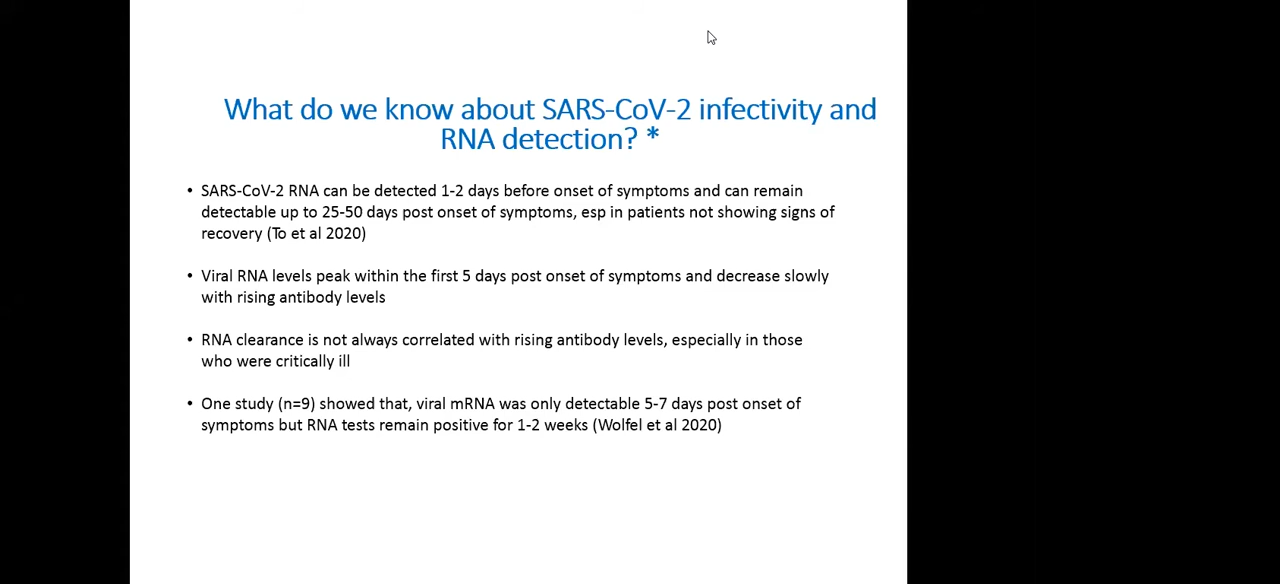 What do we know about SARS-CoV-2 infectivity and
RNA detection? *
• SARS-CoV-2 RNA can be detected 1-2 days before onset of symptoms and can remain
detectable up to 25-50 days post onset of symptoms, esp in patients not showing signs of
recovery (To et al 2020)
• Viral RNA levels peak within the first 5 days post onset of symptoms and decrease slowly
with rising antibody levels
• RNA clearance is not always correlated with rising antibody levels, especially in those
who were critically ill
• One study (n=9) showed that, viral mRNA was only detectable 5-7 days post onset of
symptoms but RNA tests remain positive for 1-2 weeks (Wolfel et al 2020)